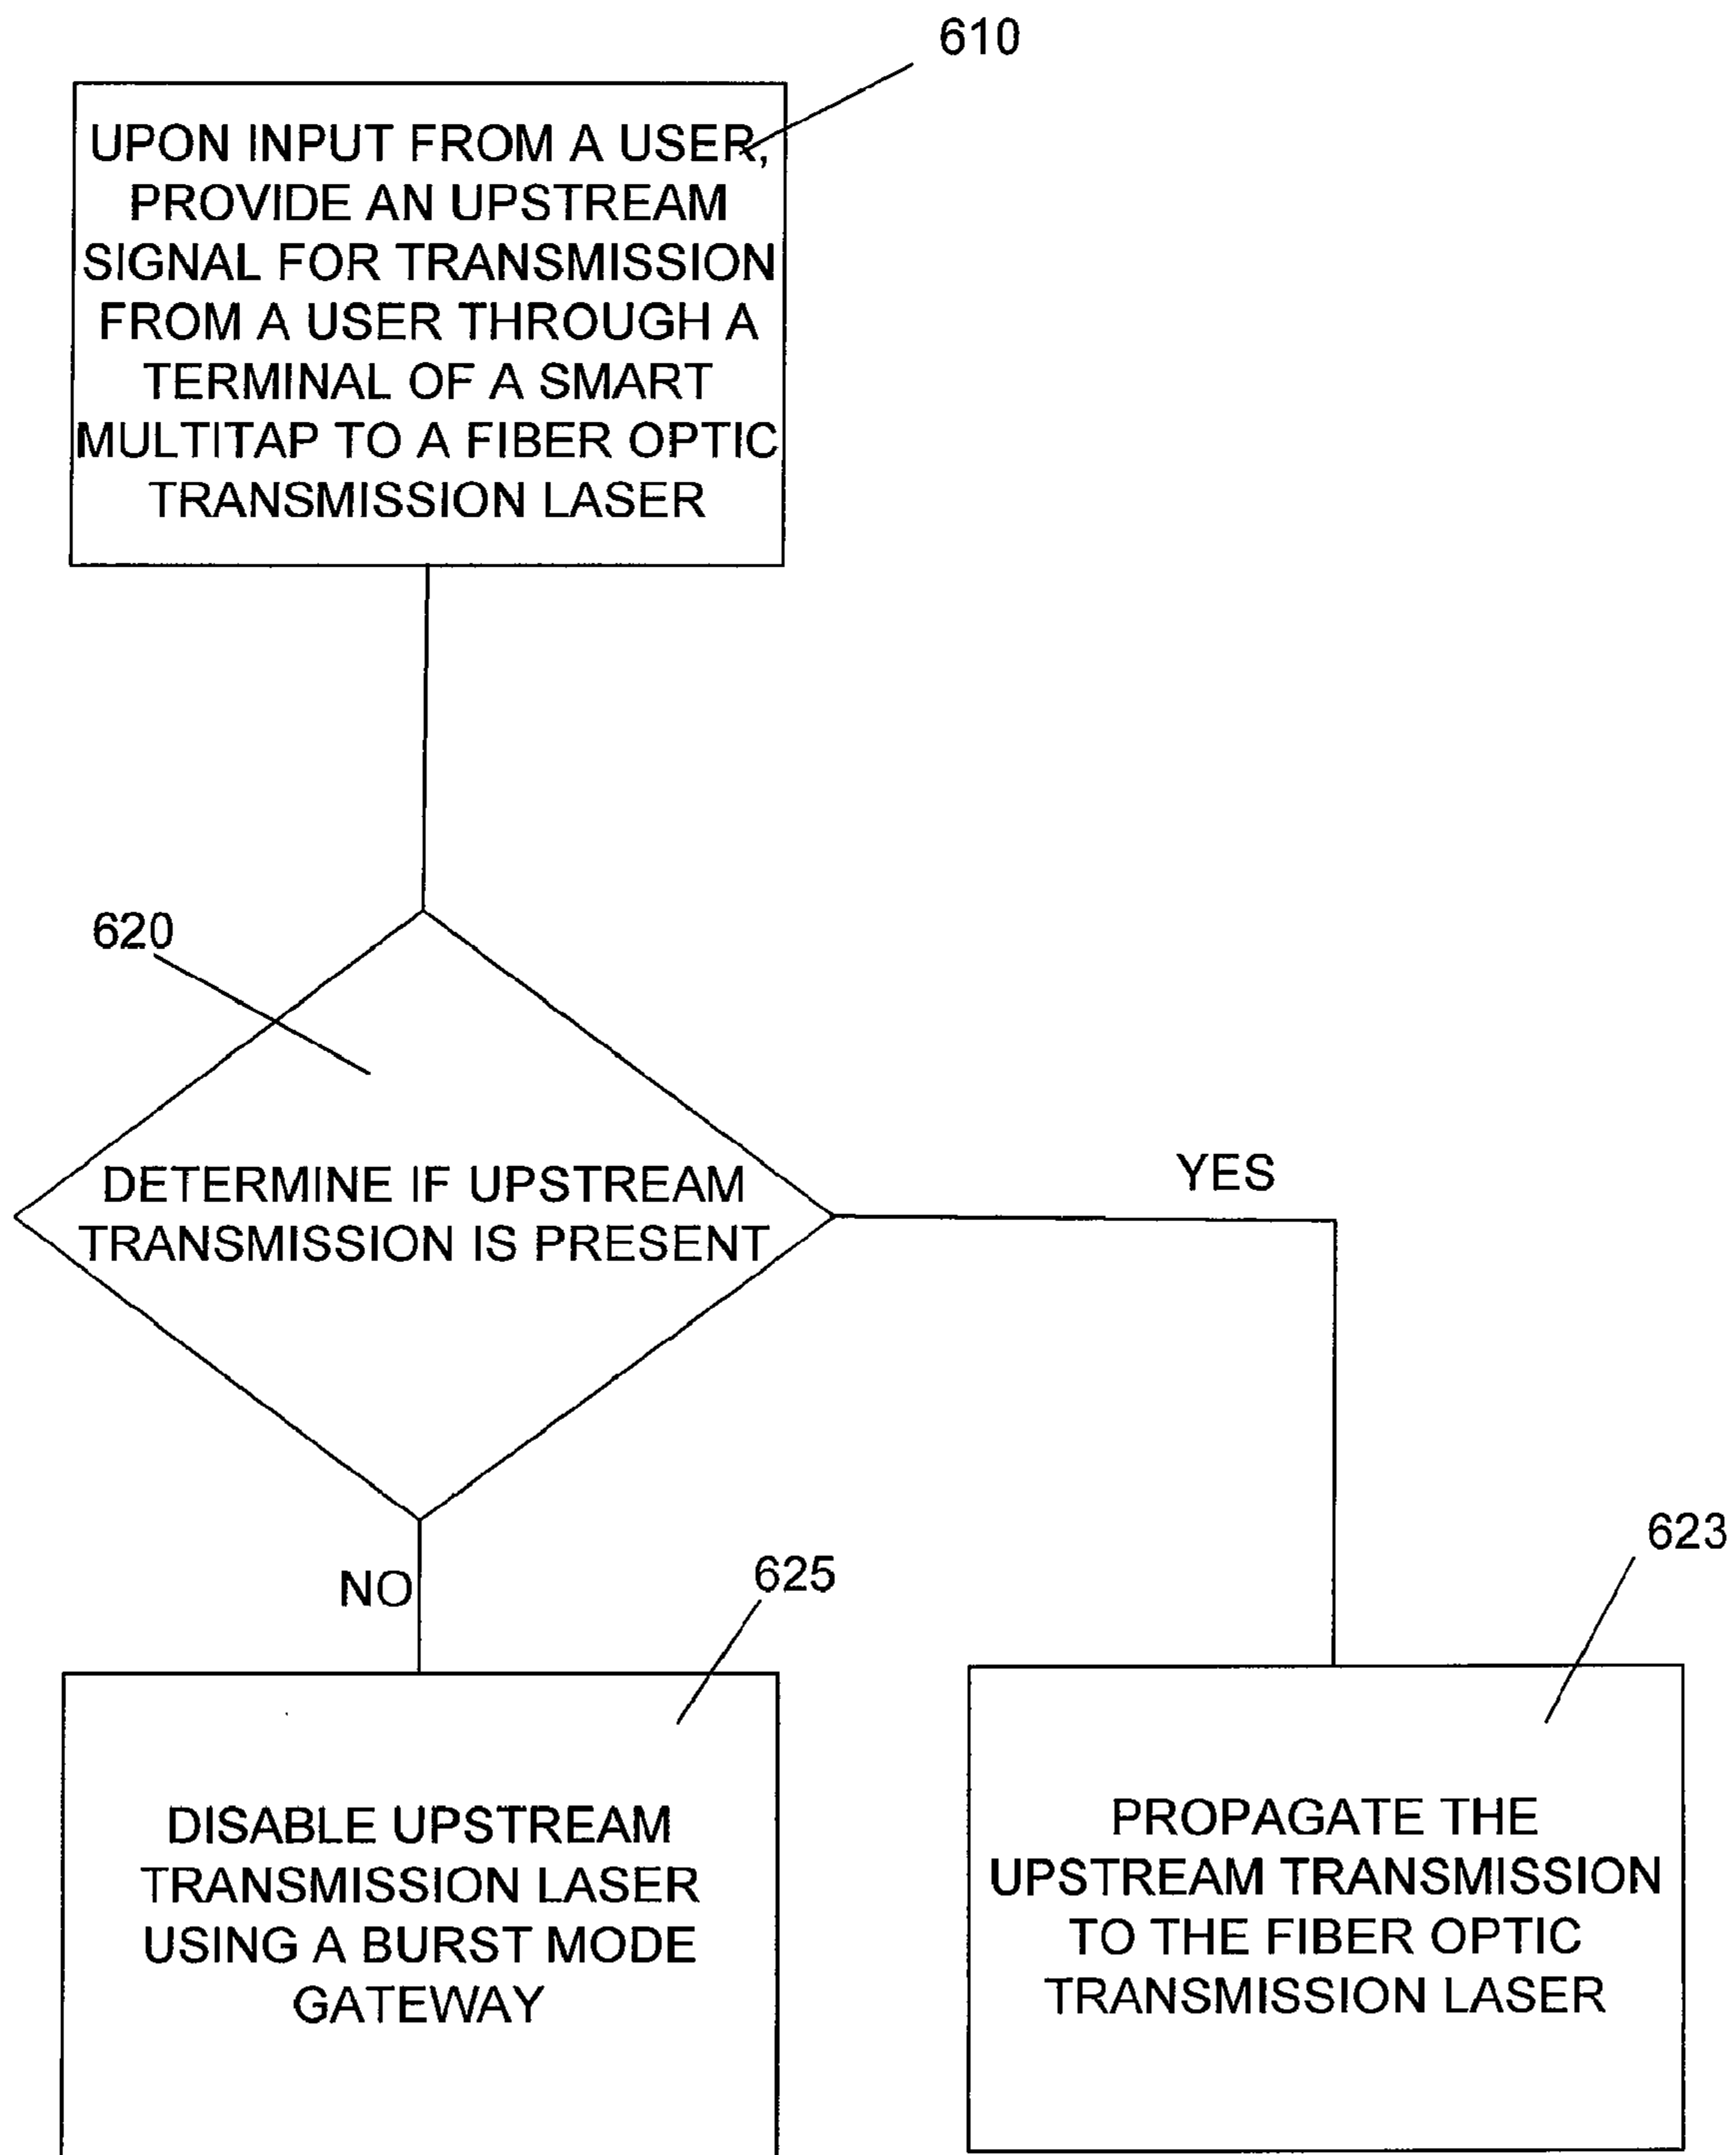 610
UPON INPUT FROM A USER,
PROVIDE AN UPSTREAM
SIGNAL FOR TRANSMISSION
FROM A USER THROUGH A
TERMINAL OF A SMART
MULTITAP TO A FIBER OPTIC
TRANSMISSION LASER
620
DETERMINE IF UPSTREAM
TRANSMISSION IS PRESENT
YES
NO
625
DISABLE UPSTREAM
TRANSMISSION LASER
USING A BURST MODE
GATEWAY
623
PROPAGATE THE
UPSTREAM TRANSMISSION
TO THE FIBER OPTIC
TRANSMISSION LASER